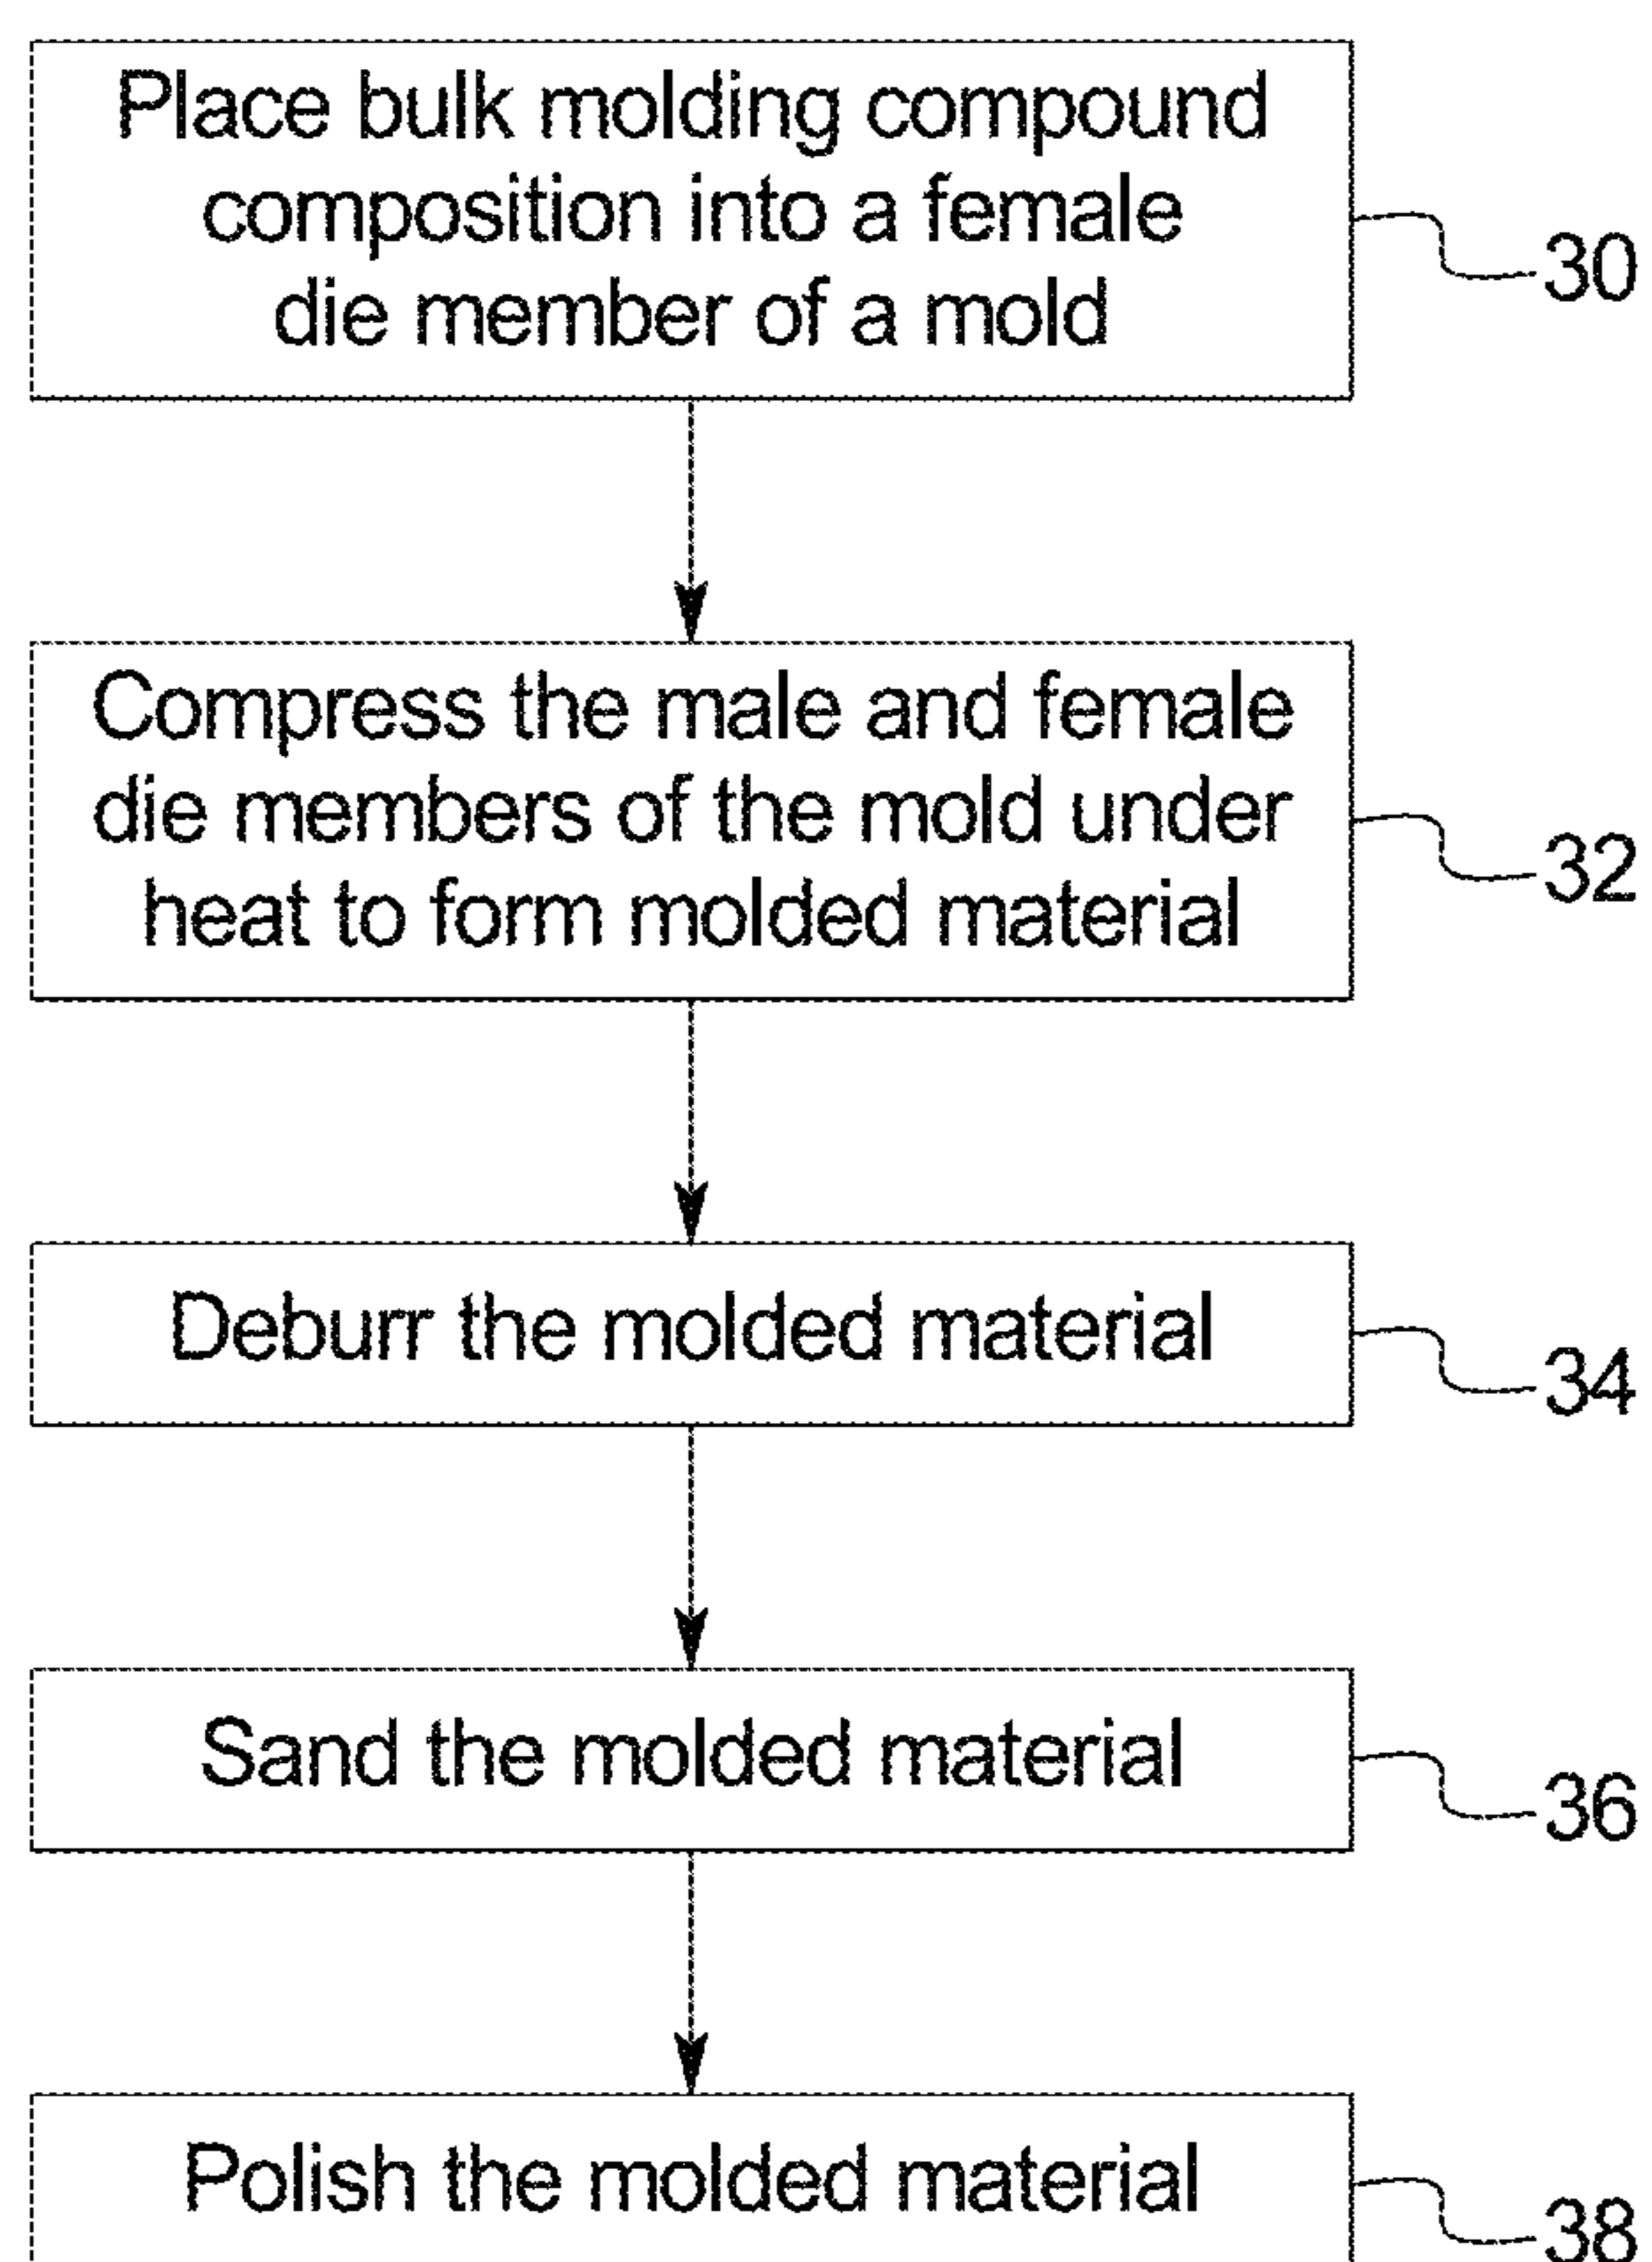 Place bulk molding compound
composition into a female
die member of a mold
30
Compress the male and female
die members of the mold under
heat to form molded material
32
Deburr the molded material
34
Sand the molded material
36
Polish the molded material
38